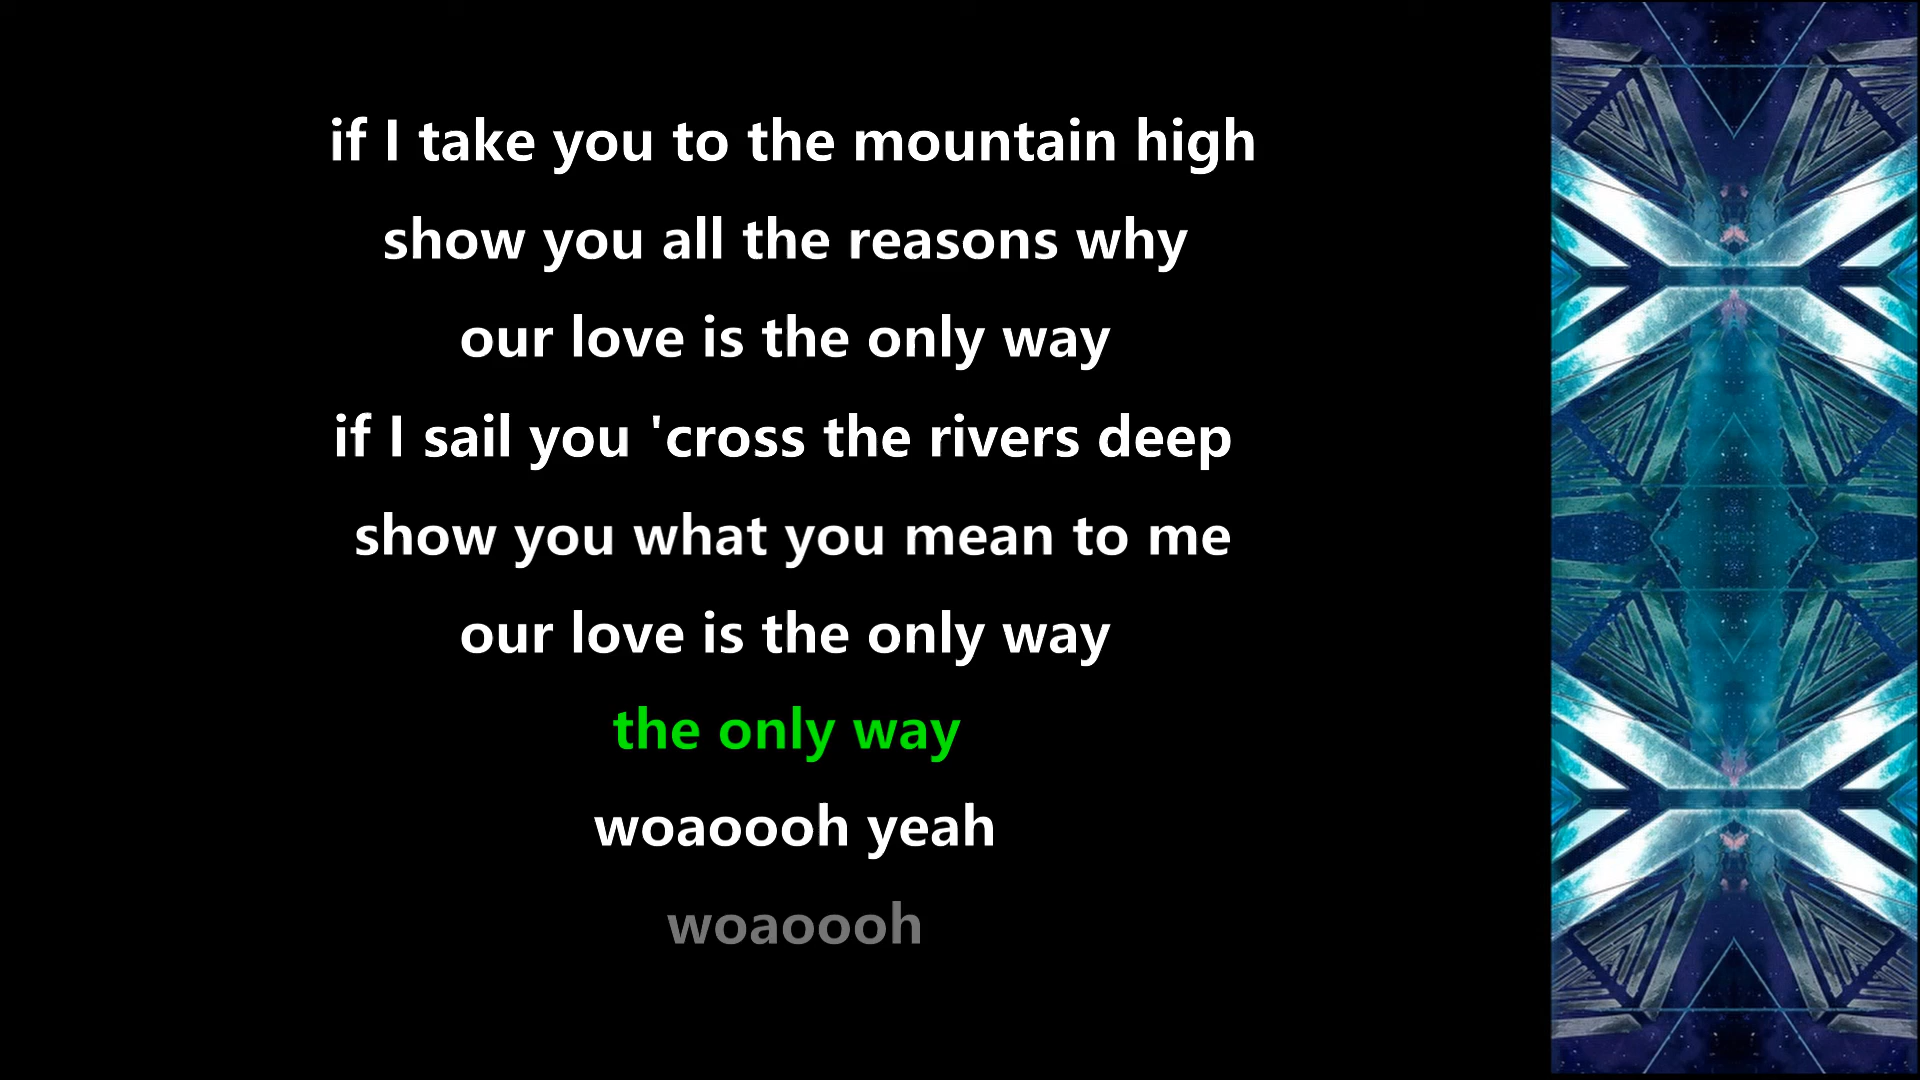 if I take you to the mountain high
show you all the reasons why
our love is the only way
if I sail you 'cross the rivers deep
show you what you mean to me
our love is the only way
the only way
woaoooh yeah
woaoooh